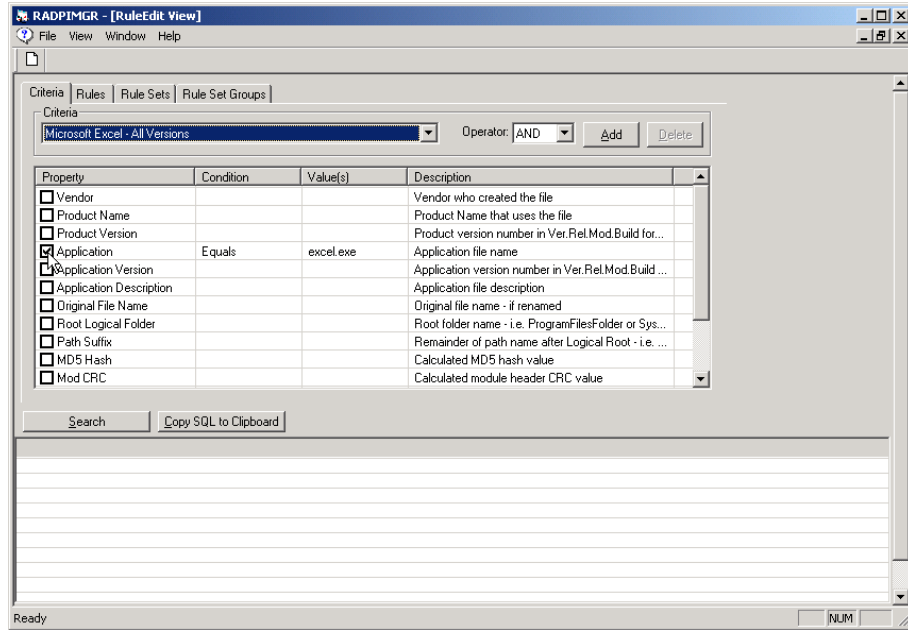 RADPIMGR - [RuleEdit View]
File View Window Help
Criteria Rules Rule Sets Rule Set Groups
Criteria
Microsoft Excel - All Versions Operator: AND Add Delete
Property Condition Value(s) Description
Vendor Vendor who created the file
Product Name Product Name that uses the file
Product Version Product version number in Ver.Rel.Mod.Build for...
Application Equals excel.exe Application file name
Application Version Application version number in Ver.Rel.Mod.Build ...
Application Description Application file description
Original File Name Original file name - if renamed
Root Logical Folder Root folder name - i.e. ProgramFilesFolder or Sys...
Path Suffix Remainder of path name after Logical Root - i.e. ...
MD5 Hash Calculated MD5 hash value
Mod CRC Calculated module header CRC value
Search Copy SQL to Clipboard
Ready NUM